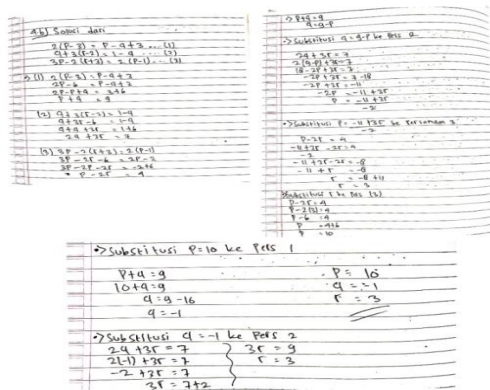 4.b) Solusi dari
2(P-3) = P-q+3 ... (1)
q+3(r-2) = 1-q ... (2)
3P-2(r+3) = 2(P-1) ... (3)
(1) 2(P-3) = P-q+3
2P-6 = P-q+3
2P-P+q = 3+6
P+q = 9
(2) q+3(r-2) = 1-q
q+3r-6 = 1-q
q+q+3r = 1+6
2q+3r = 7
(3) 3P-2(r+3) = 2(P-1)
3P-2r-6 = 2P-2
3P-2P-2r = -2+6
P-2r = 4
P+q=9
q=9-P
•> Substitusi q=9-P ke Pers 2
2q+3r = 7
2(9-P)+3r=7
18-2P+3r = 7
-2P+3r = 7-18
-2P+3r = -11
-2P = -11-3r
P = -11-3r
-2
•> Substitusi P = -11-3r ke Persamaan 3
-2
P-2r = 4
-11-3r-2r = 4
-2
-11+3r-2r = -8
-11+r = -8
r = -8+11
r = 3
Substitusi r ke Pers (3)
P-2r=4
P-2(3)=4
P-6 = 4
P = 4+6
P = 10
•> Substitusi P=10 ke Pers 1
P+q = 9
10+q=9
q=9-10
q=-1
P = 10
q = -1
r = 3
•> Substitusi q=-1 ke Pers 2
2q+3r = 7
2(-1)+3r=7
-2+3r=7
3r = 7+2
3r = 9
r = 3